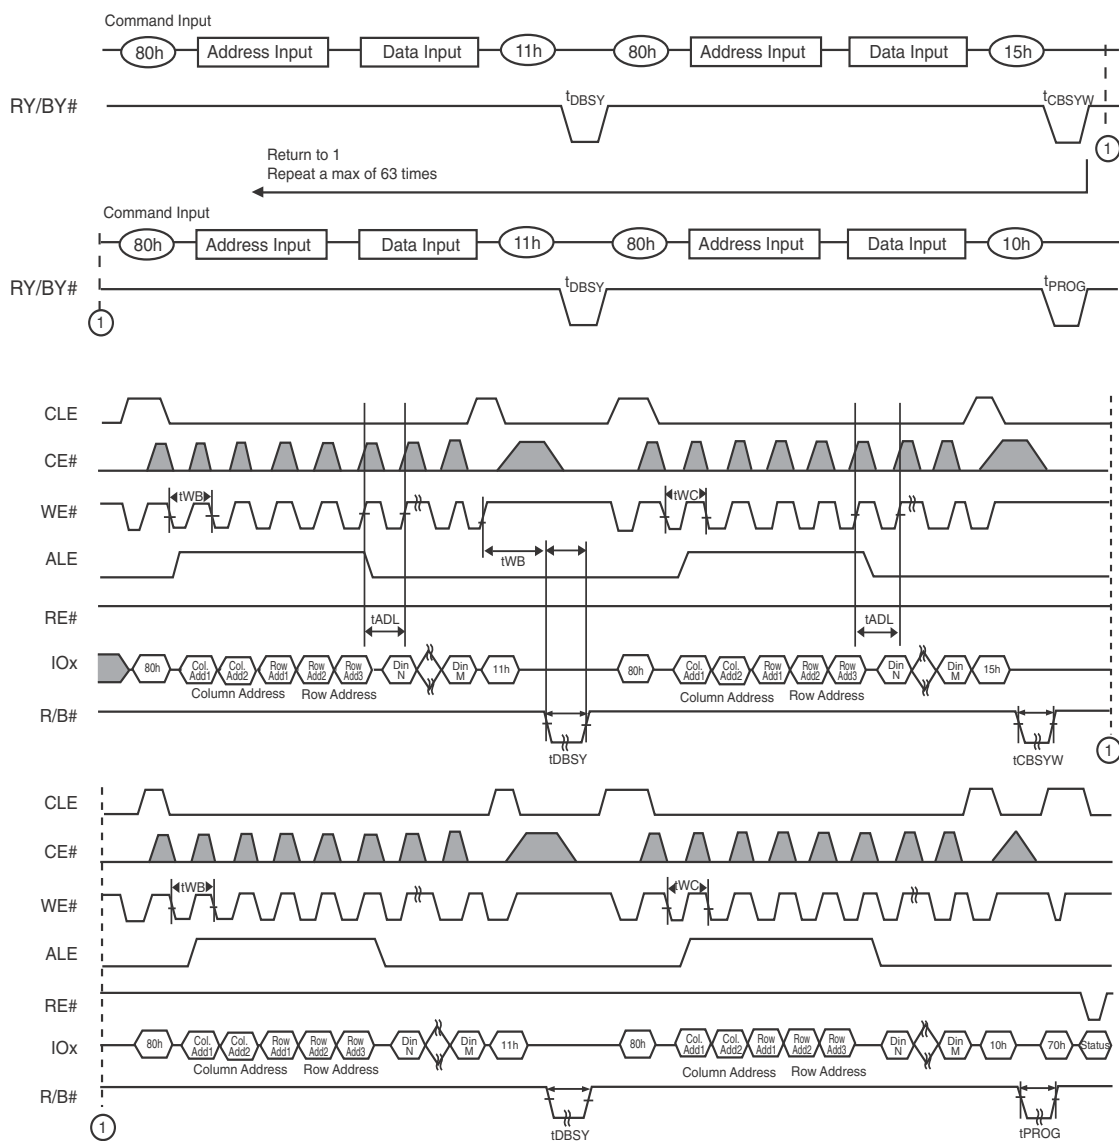 Command Input
80h Address Input Data Input 11h 80h Address Input Data Input 15h
RY/BY# tDBSY tCBSYW
1
Return to 1
Repeat a max of 63 times
Command Input
80h Address Input Data Input 11h 80h Address Input Data Input 10h
RY/BY# tDBSY tPROG
1
CLE
CE#
WE# tWB tWC
ALE tWB
RE# tADL tADL
IOx 80h Col. Add1 Col. Add2 Row Add1 Row Add2 Row Add3 Din N Din M 11h 80h Col. Add1 Col. Add2 Row Add1 Row Add2 Row Add3 Din N Din M 15h
Column Address Row Address Column Address Row Address
R/B# tDBSY tCBSYW
1
CLE
CE#
WE# tWB tWC
ALE
RE#
IOx 80h Col. Add1 Col. Add2 Row Add1 Row Add2 Row Add3 Din N Din M 11h 80h Col. Add1 Col. Add2 Row Add1 Row Add2 Row Add3 Din N Din M 10h 70h Status
Column Address Row Address Column Address Row Address
R/B# tDBSY tPROG
1